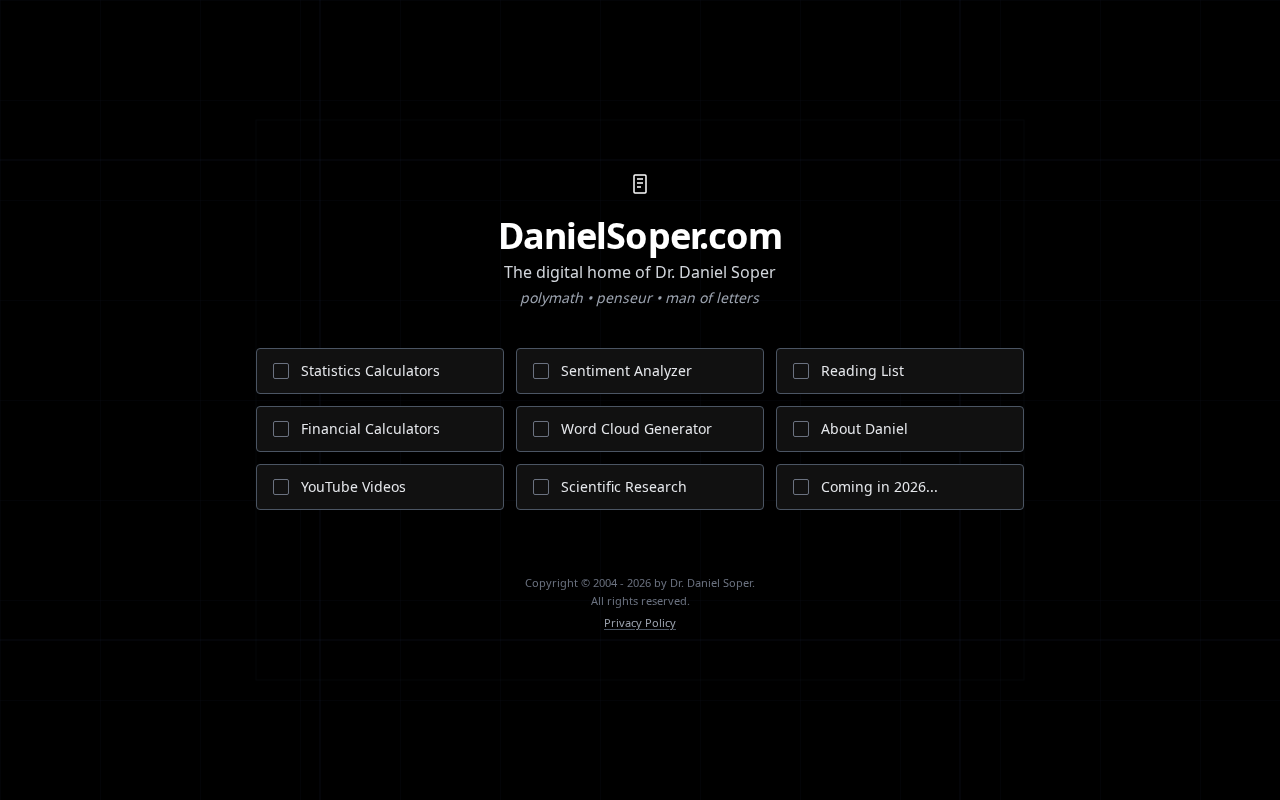 DanielSoper.com
The digital home of Dr. Daniel Soper
polymath • penseur • man of letters
Statistics Calculators
Sentiment Analyzer
Reading List
Financial Calculators
Word Cloud Generator
About Daniel
YouTube Videos
Scientific Research
Coming in 2026...
Copyright © 2004 - 2026 by Dr. Daniel Soper.
All rights reserved.
Privacy Policy